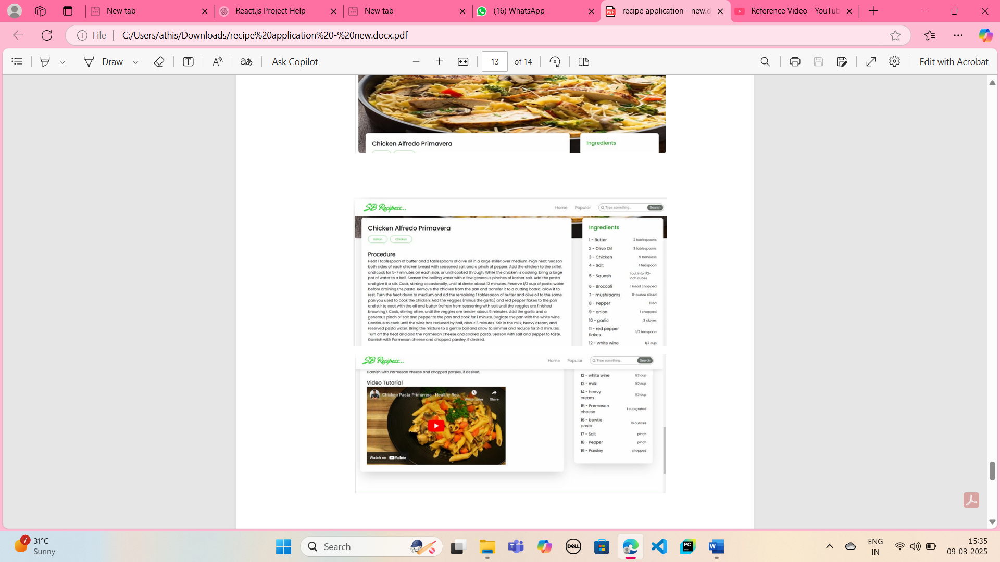 New tab
React.js Project Help
New tab
(16) WhatsApp
recipe application - new.d
Reference Video - YouTub
File
C:/Users/athis/Downloads/recipe%20application%20-%20new.docx.pdf
Draw
Ask Copilot
13 of 14
Edit with Acrobat
Chicken Alfredo Primavera
Ingredients
SB Recipess...
Home
Popular
Type something..
Search
Chicken Alfredo Primavera
Italian
Chicken
Procedure
Heat 1 tablespoon of butter and 2 tablespoons of olive oil in a large skillet over medium-high heat. Season
both sides of each chicken breast with seasoned salt and a pinch of pepper. Add the chicken to the skillet
and cook for 5-7 minutes on each side, or until cooked through. While the chicken is cooking, bring a large
pot of water to a boil. Season the boiling water with a few generous pinches of kosher salt. Add the pasta
and give it a stir. Cook, stirring occasionally, until al dente, about 12 minutes. Reserve 1/2 cup of pasta water
before draining the pasta. Remove the chicken from the pan and transfer it to a cutting board; allow it to
rest. Turn the heat down to medium and dd the remaining 1 tablespoon of butter and olive oil to the same
pan you used to cook the chicken. Add the veggies (minus the garlic) and red pepper flakes to the pan
and stir to coat with the oil and butter (refrain from seasoning with salt until the veggies are finished
browning). Cook, stirring often, until the veggies are tender, about 5 minutes. Add the garlic and a
generous pinch of salt and pepper to the pan and cook for 1 minute. Deglaze the pan with the white wine.
Continue to cook until the wine has reduced by half, about 3 minutes. Stir in the milk, heavy cream, and
reserved pasta water. Bring the mixture to a gentle boil and allow to simmer and reduce for 2-3 minutes.
Turn off the heat and add the Parmesan cheese and cooked pasta. Season with salt and pepper to taste.
Garnish with Parmesan cheese and chopped parsley, if desired.
Ingredients
1 - Butter 2 tablespoons
2 - Olive Oil 3 tablespoons
3 - Chicken 5 boneless
4 - Salt 1 teaspoon
5 - Squash 1 cut into 1/2-
inch cubes
6 - Broccoli 1 Head chopped
7 - mushrooms 8-ounce sliced
8 - Pepper 1 red
9 - onion 1 chopped
10 - garlic 3 cloves
11 - red pepper
flakes 1/2 teaspoon
12 - white wine 1/2 cup
SB Recipess...
Home
Popular
Type something..
Search
Garnish with Parmesan cheese and chopped parsley, if desired.
Video Tutorial
Chicken Pasta Primavera - Healthy Rec...
Watch Later
Share
Watch on YouTube
12 - white wine 1/2 cup
13 - milk 1/2 cup
14 - heavy
cream 1/2 cup
15 - Parmesan
cheese 1 cup grated
16 - bowtie
pasta 16 ounces
17 - Salt pinch
18 - Pepper pinch
19 - Parsley chopped
7
31°C
Sunny
Search
DELL
PC
ENG
IN
15:35
09-03-2025